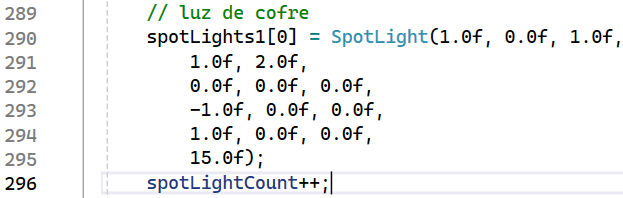 289 // luz de cofre
290 spotLights1[0] = SpotLight(1.0f, 0.0f, 1.0f,
291 1.0f, 2.0f,
292 0.0f, 0.0f, 0.0f,
293 -1.0f, 0.0f, 0.0f,
294 1.0f, 0.0f, 0.0f,
295 15.0f);
296 spotLightCount++;